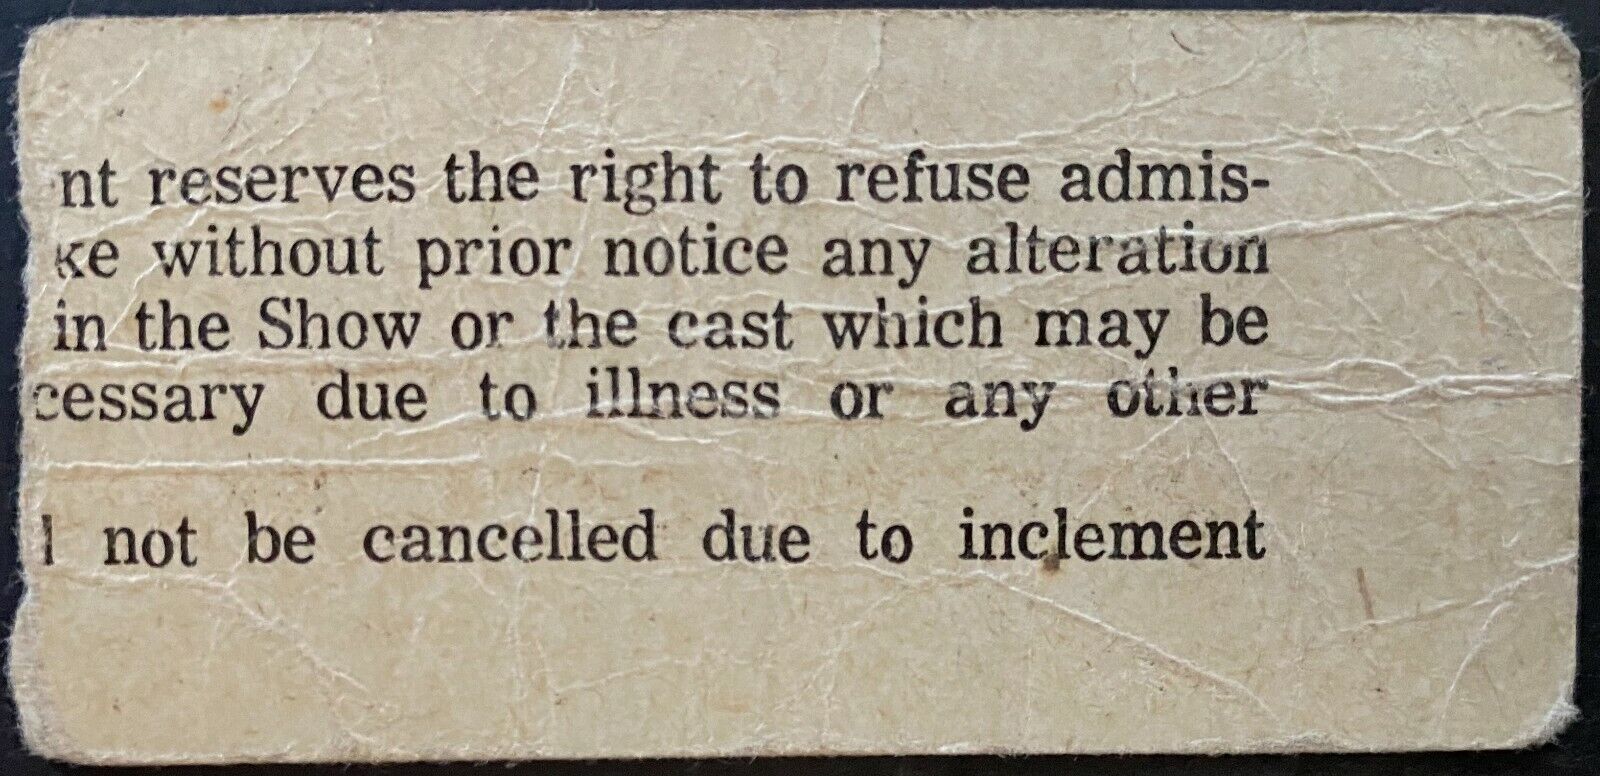 nt reserves the right to refuse admis-
ke without prior notice any alteration
in the Show or the cast which may be
cessary due to illness or any other
l not be cancelled due to inclement